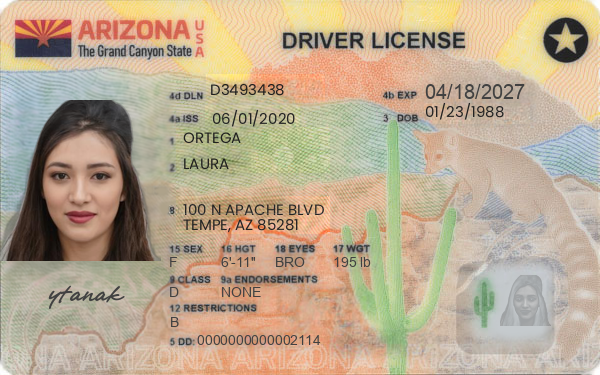 ARIZONA USA
The Grand Canyon State
DRIVER LICENSE
4d DLN D3493438
4b EXP 04/18/2027
4a ISS 06/01/2020
3 DOB 01/23/1988
1 ORTEGA
2 LAURA
8 100 N APACHE BLVD
TEMPE, AZ 85281
15 SEX 16 HGT 18 EYES 17 WGT
F 6'-11" BRO 195 lb
9 CLASS 9a ENDORSEMENTS
D NONE
12 RESTRICTIONS
B
ytanak
5 DD: 0000000000002114
ONA ARIZONA ARIZONA ARIZONA ARIZONA ARIZON